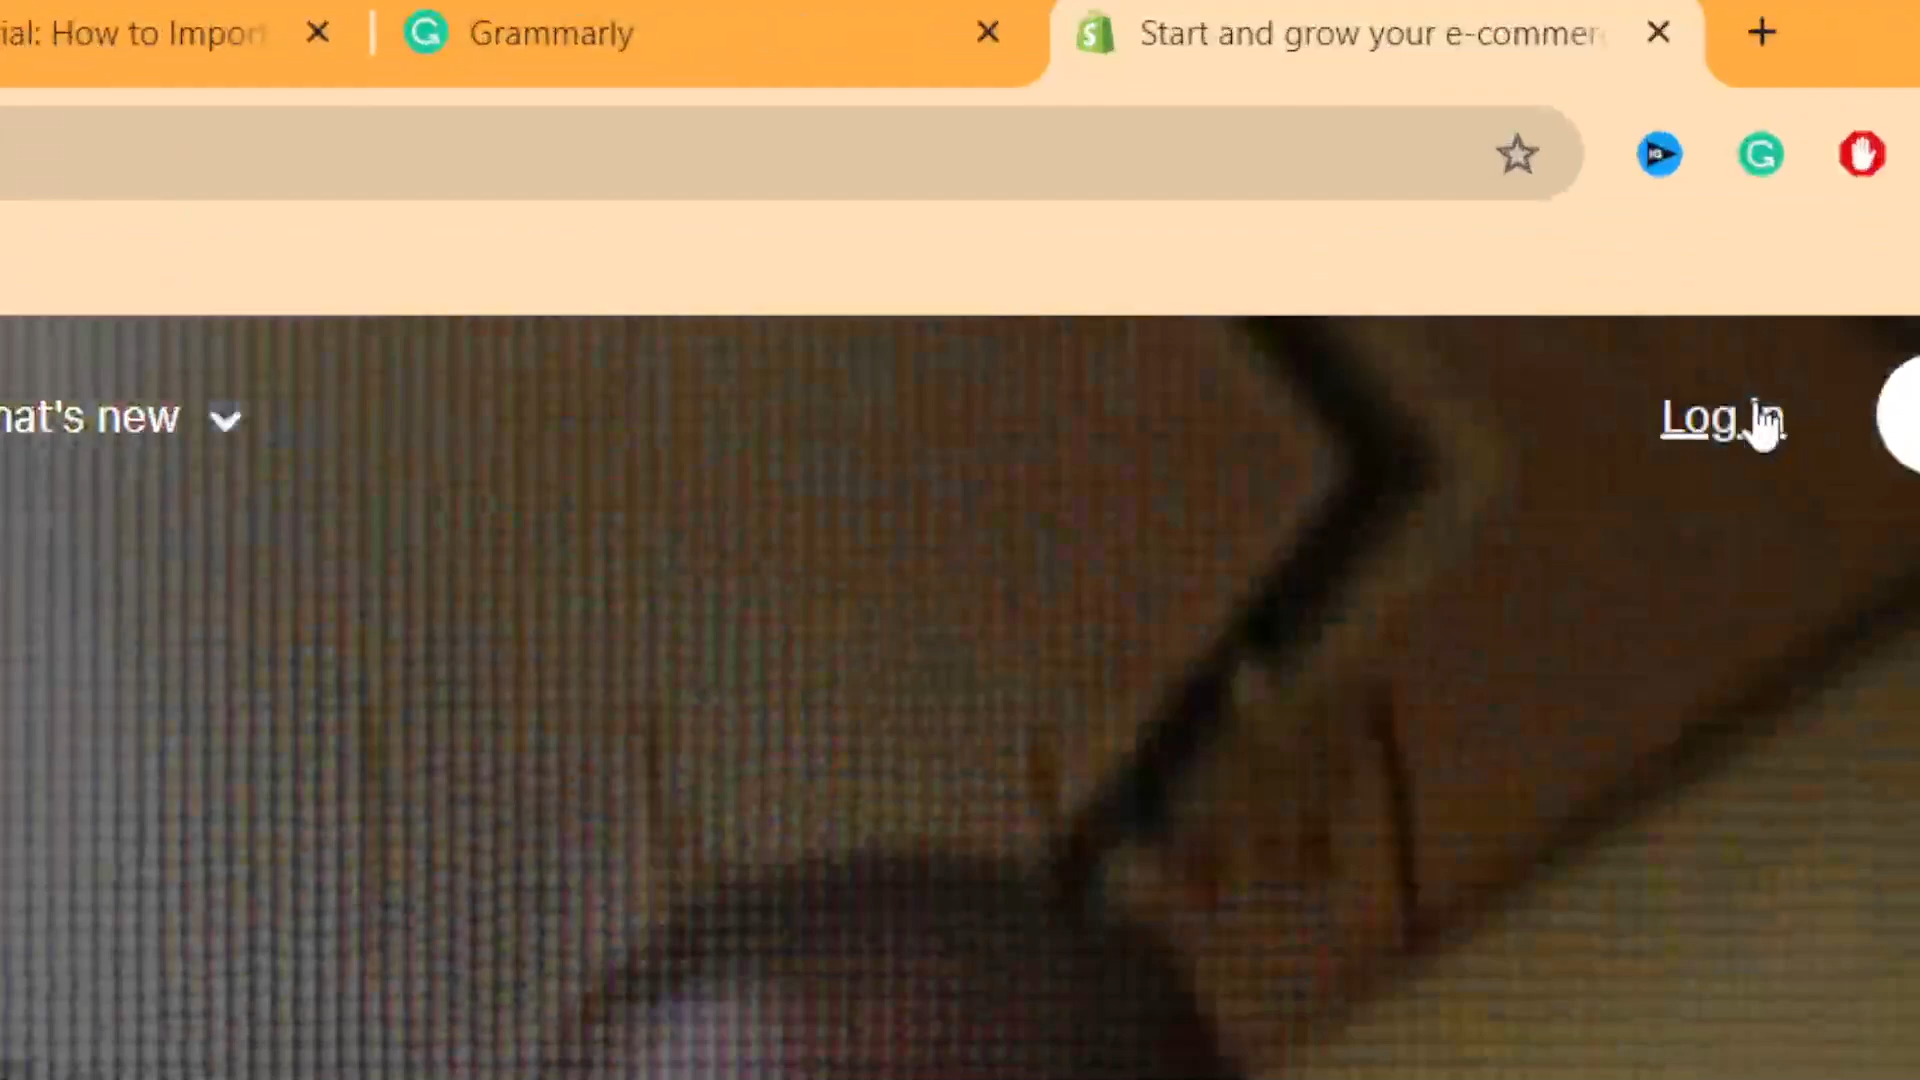 ial: How to Impor
Grammarly
Start and grow your e-commer
hat's new
Log in